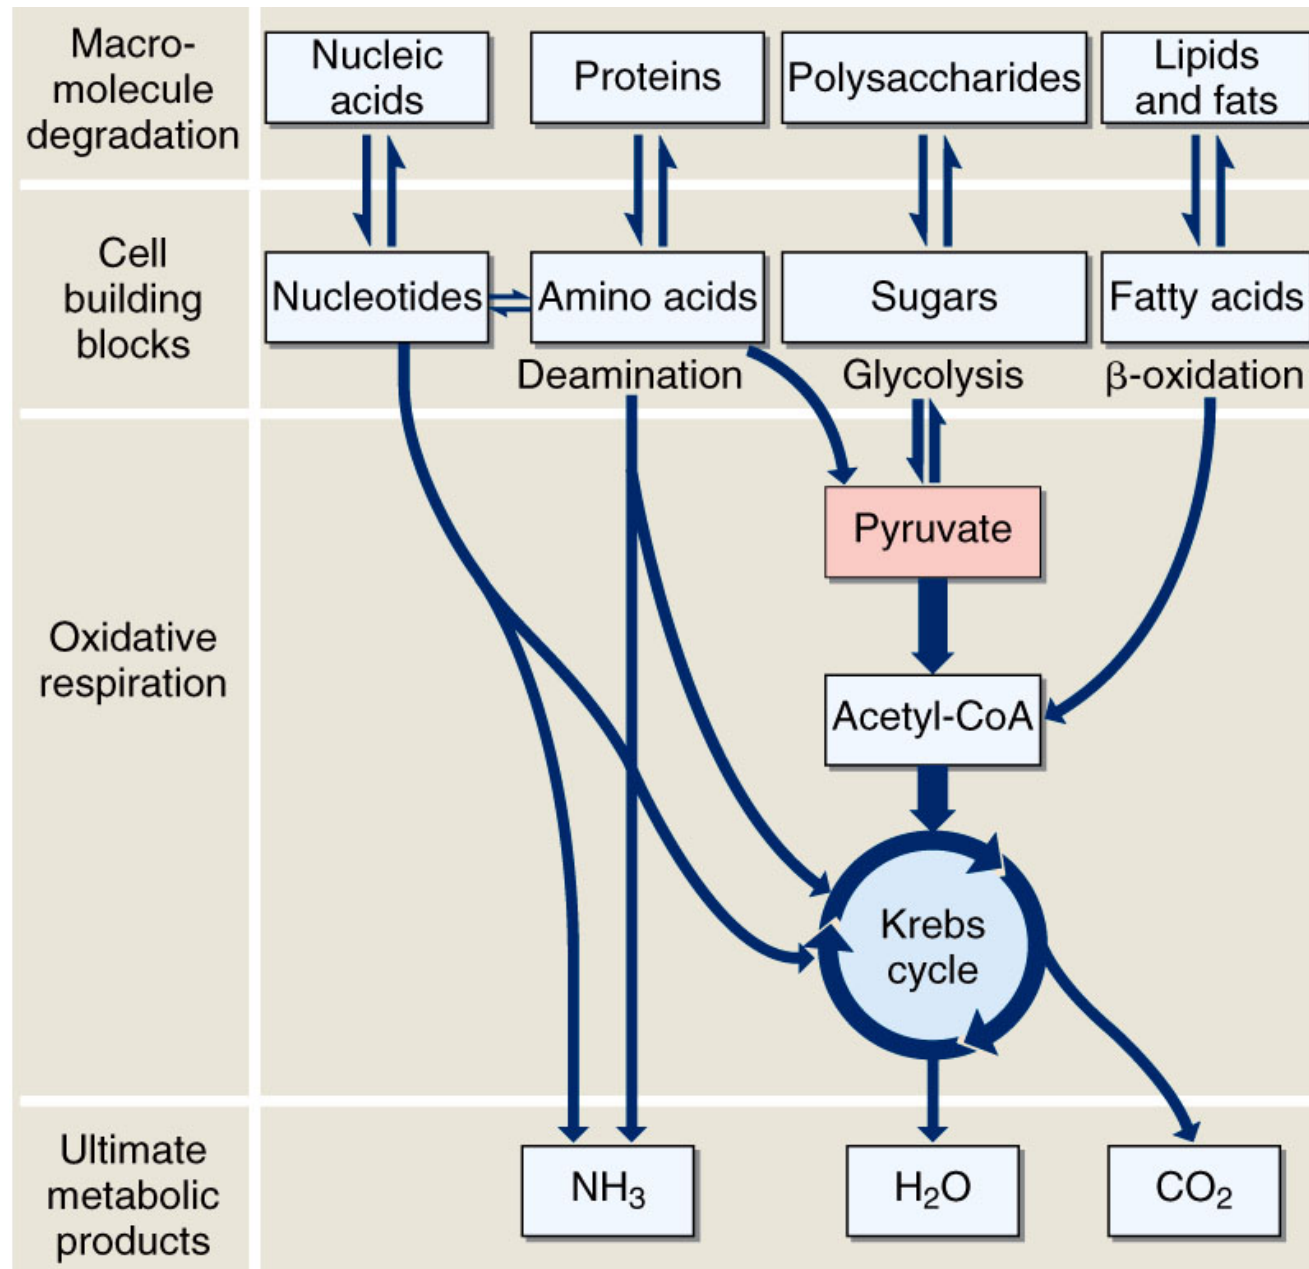 Macro-
molecule
degradation
Nucleic
acids
Proteins
Polysaccharides
Lipids
and fats
Cell
building
blocks
Nucleotides
Amino acids
Sugars
Fatty acids
Deamination
Glycolysis
β-oxidation
Oxidative
respiration
Pyruvate
Acetyl-CoA
Krebs
cycle
Ultimate
metabolic
products
NH₃
H₂O
CO₂